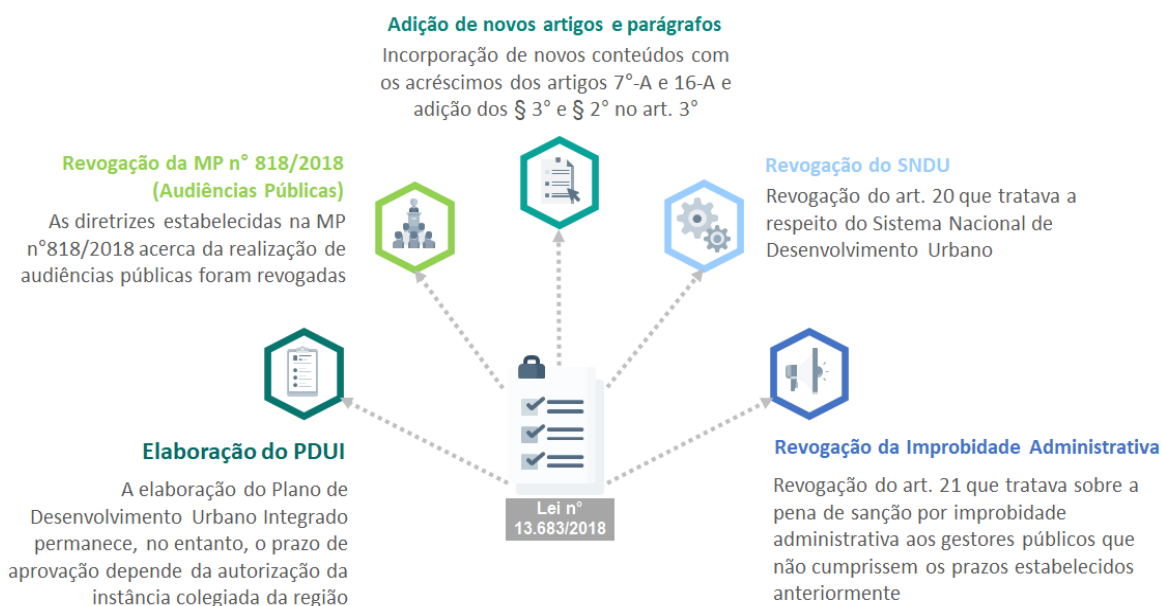 Adição de novos artigos e parágrafos
Incorporação de novos conteúdos com
os acréscimos dos artigos 7°-A e 16-A e
adição dos § 3° e § 2° no art. 3°
Revogação da MP n° 818/2018
(Audiências Públicas)
As diretrizes estabelecidas na MP
n°818/2018 acerca da realização de
audiências públicas foram revogadas
Revogação do SNDU
Revogação do art. 20 que tratava a
respeito do Sistema Nacional de
Desenvolvimento Urbano
Elaboração do PDUI
A elaboração do Plano de
Desenvolvimento Urbano Integrado
permanece, no entanto, o prazo de
aprovação depende da autorização da
instância colegiada da região
Lei n°
13.683/2018
Revogação da Improbidade Administrativa
Revogação do art. 21 que tratava sobre a
pena de sanção por improbidade
administrativa aos gestores públicos que
não cumprissem os prazos estabelecidos
anteriormente